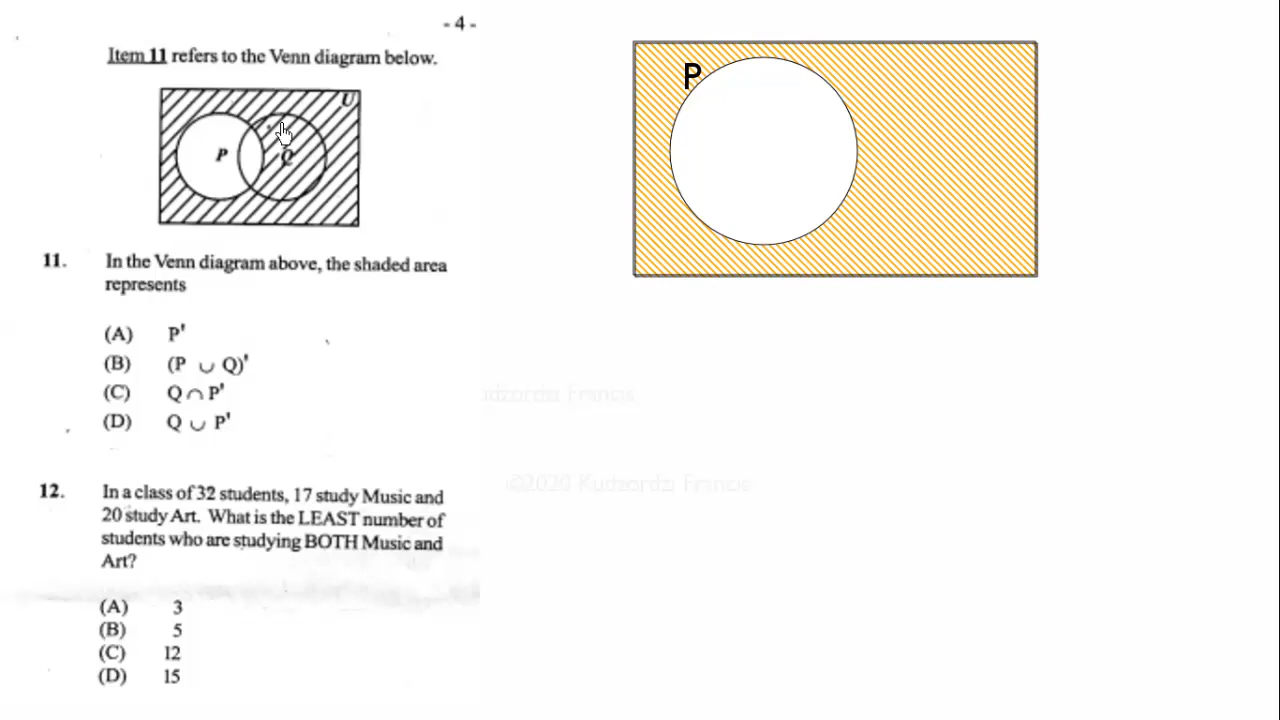 - 4 -
Item 11 refers to the Venn diagram below.
U
P
Q
11. In the Venn diagram above, the shaded area
represents
(A) P'
(B) (P ∪ Q)'
(C) Q ∩ P'
(D) Q ∪ P'
12. In a class of 32 students, 17 study Music and
20 study Art. What is the LEAST number of
students who are studying BOTH Music and
Art?
(A) 3
(B) 5
(C) 12
(D) 15
P
Francis
©2020 Kudzordzi Francis